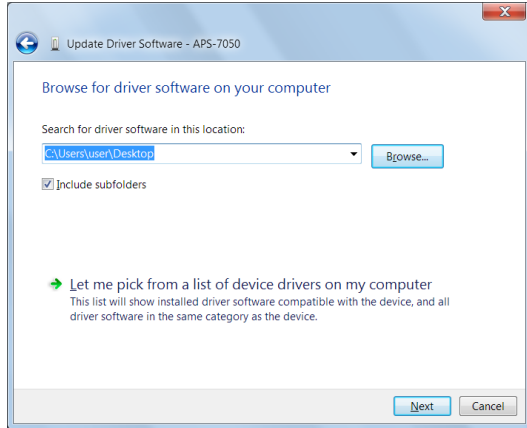 Update Driver Software - APS-7050
Browse for driver software on your computer
Search for driver software in this location:
C:\Users\user\Desktop
Browse...
Include subfolders
Let me pick from a list of device drivers on my computer
This list will show installed driver software compatible with the device, and all
driver software in the same category as the device.
Next
Cancel